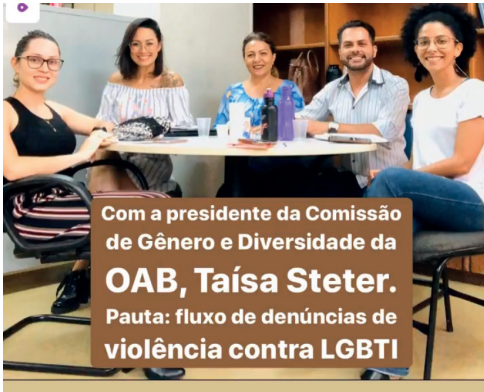 Com a presidente da Comissão
de Gênero e Diversidade da
OAB, Taísa Steter.
Pauta: fluxo de denúncias de
violência contra LGBTI